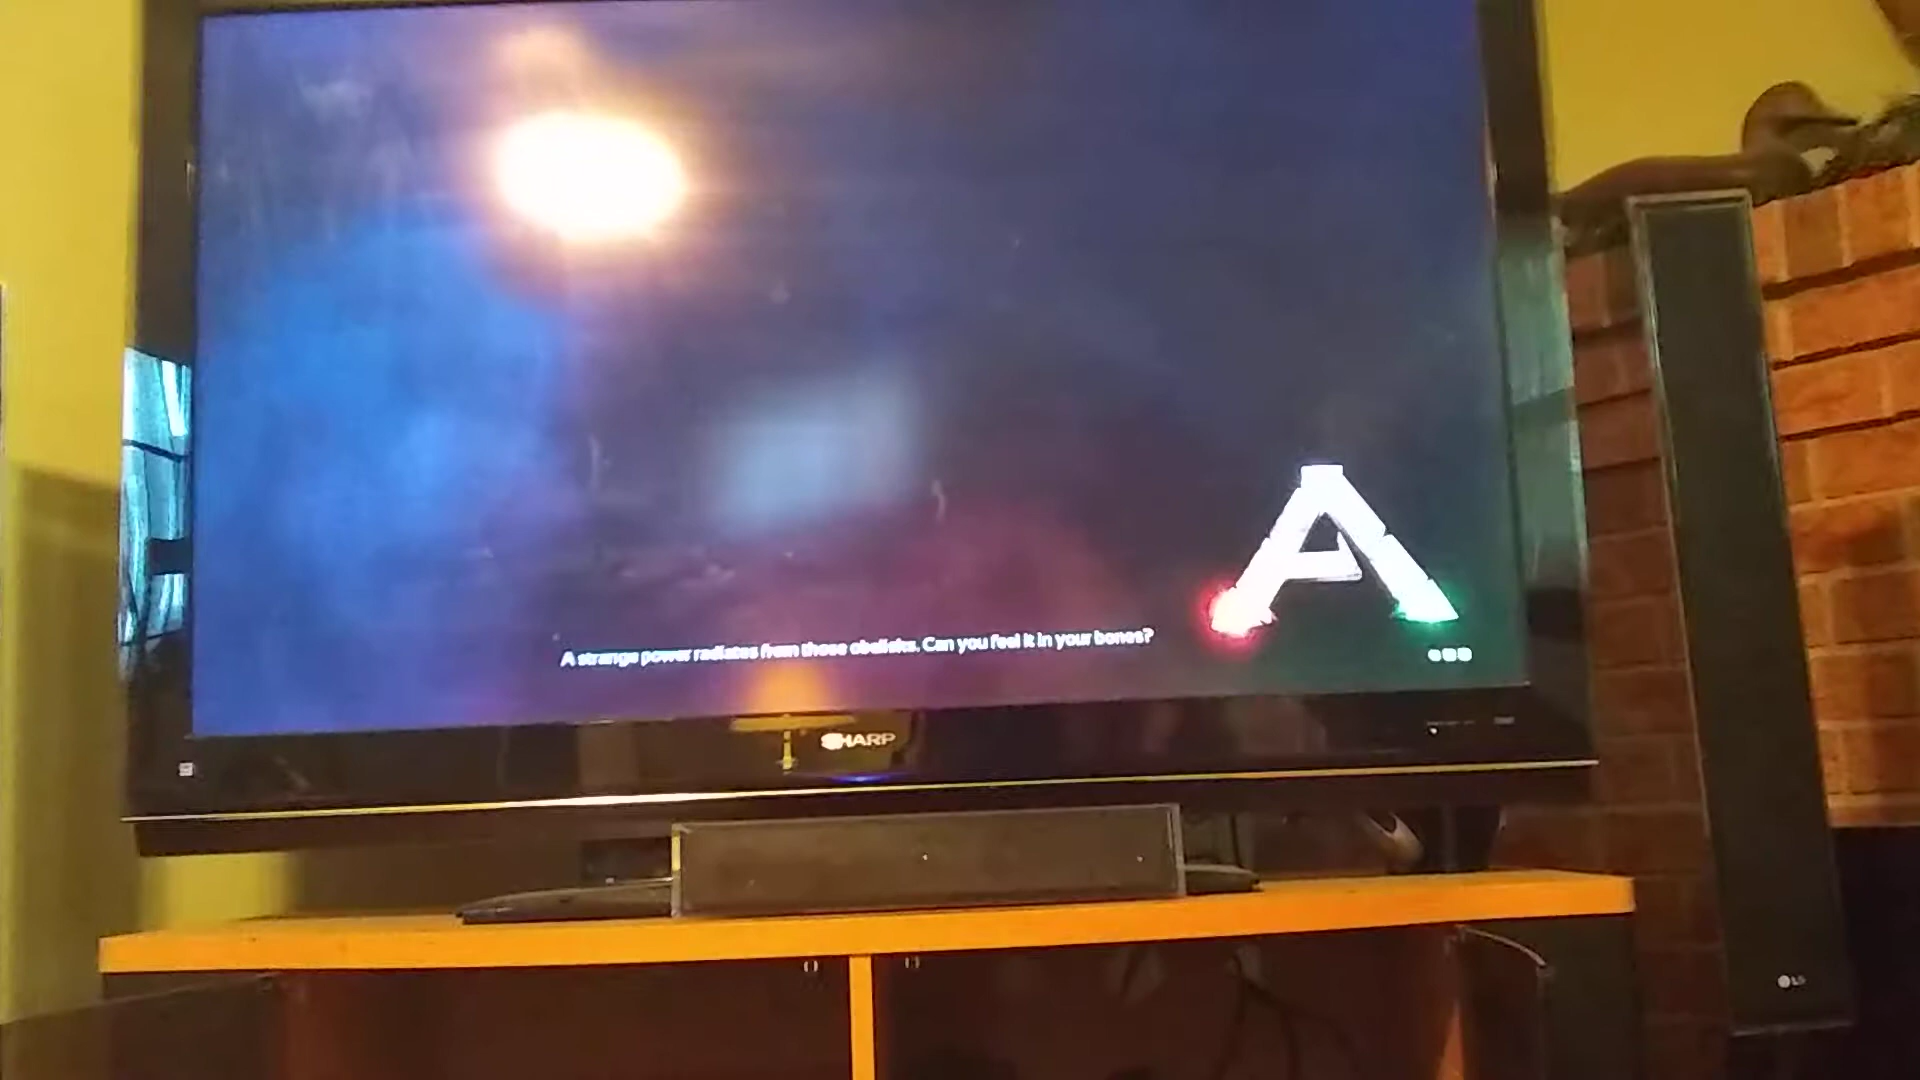 A strange power radiates from those obelisks. Can you feel it in your bones?
SHARP
LG